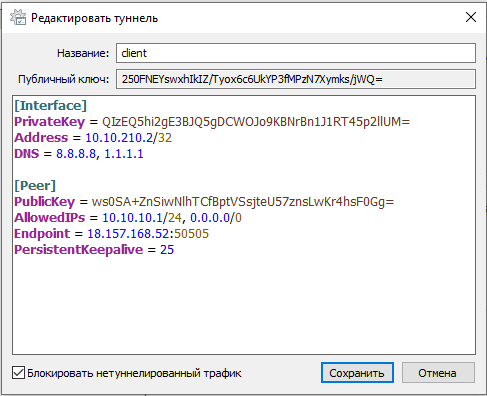 Редактировать туннель
Название: client
Публичный ключ: 250FNEYswxhIkIZ/Tyox6c6UkYP3fMPzN7Xymks/jWQ=
[Interface]
PrivateKey = QIzEQ5hi2gE3BJQ5gDCWOJo9KBNrBn1J1RT45p2llUM=
Address = 10.10.210.2/32
DNS = 8.8.8.8, 1.1.1.1
[Peer]
PublicKey = ws0SA+ZnSiwNlhTCfBptVSsjteU57znsLwKr4hsF0Gg=
AllowedIPs = 10.10.10.1/24, 0.0.0.0/0
Endpoint = 18.157.168.52:50505
PersistentKeepalive = 25
Блокировать нетуннелированный трафик
Сохранить
Отмена